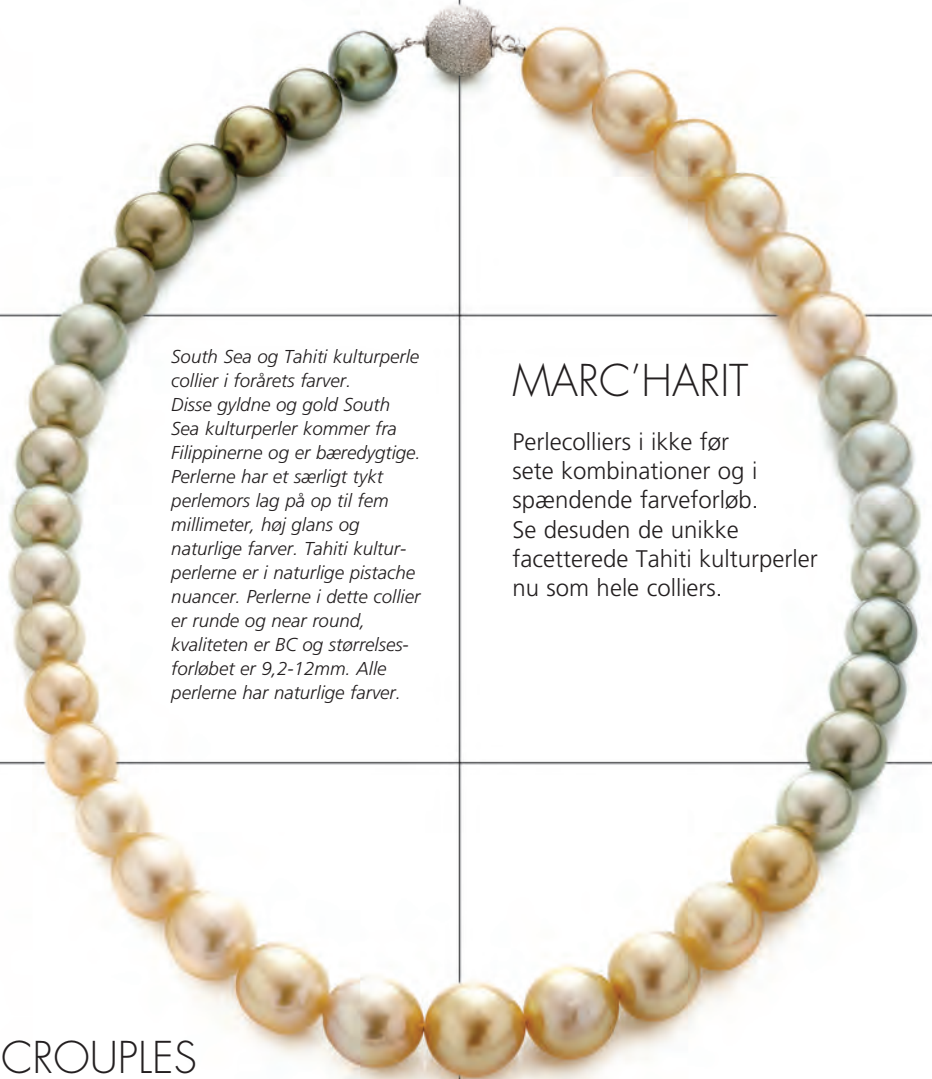 South Sea og Tahiti kulturperle
collier i forårets farver.
Disse gyldne og gold South
Sea kulturperler kommer fra
Filippinerne og er bæredygtige.
Perlerne har et særligt tykt
perlemors lag på op til fem
millimeter, høj glans og
naturlige farver. Tahiti kultur-
perlerne er i naturlige pistache
nuancer. Perlerne i dette collier
er runde og near round,
kvaliteten er BC og størrelses-
forløbet er 9,2-12mm. Alle
perlerne har naturlige farver.
MARC'HARIT
Perlecolliers i ikke før
sete kombinationer og i
spændende farveforløb.
Se desuden de unikke
facetterede Tahiti kulturperler
nu som hele colliers.
CROUPLES